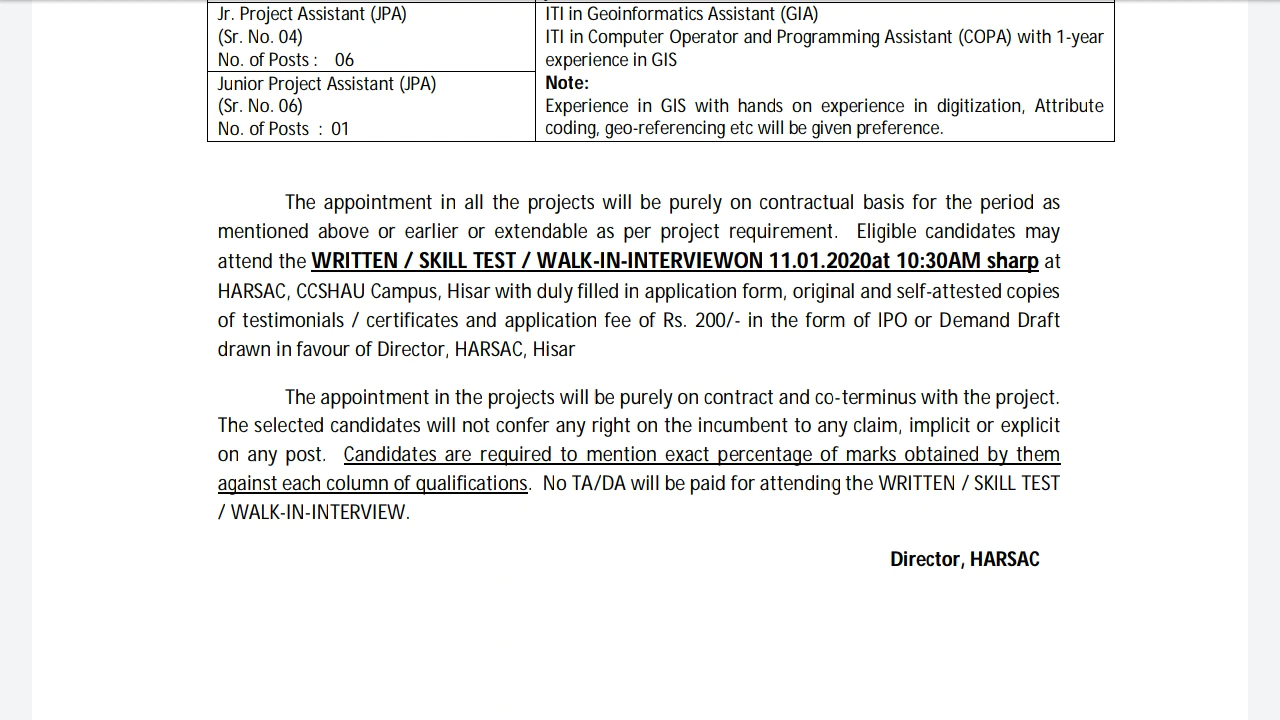 Jr. Project Assistant (JPA)
(Sr. No. 04)
No. of Posts : 06
Junior Project Assistant (JPA)
(Sr. No. 06)
No. of Posts : 01
ITI in Geoinformatics Assistant (GIA)
ITI in Computer Operator and Programming Assistant (COPA) with 1-year
experience in GIS
Note:
Experience in GIS with hands on experience in digitization, Attribute
coding, geo-referencing etc will be given preference.
The appointment in all the projects will be purely on contractual basis for the period as
mentioned above or earlier or extendable as per project requirement. Eligible candidates may
attend the WRITTEN / SKILL TEST / WALK-IN-INTERVIEWON 11.01.2020at 10:30AM sharp at
HARSAC, CCSHAU Campus, Hisar with duly filled in application form, original and self-attested copies
of testimonials / certificates and application fee of Rs. 200/- in the form of IPO or Demand Draft
drawn in favour of Director, HARSAC, Hisar
The appointment in the projects will be purely on contract and co-terminus with the project.
The selected candidates will not confer any right on the incumbent to any claim, implicit or explicit
on any post. Candidates are required to mention exact percentage of marks obtained by them
against each column of qualifications. No TA/DA will be paid for attending the WRITTEN / SKILL TEST
/ WALK-IN-INTERVIEW.
Director, HARSAC